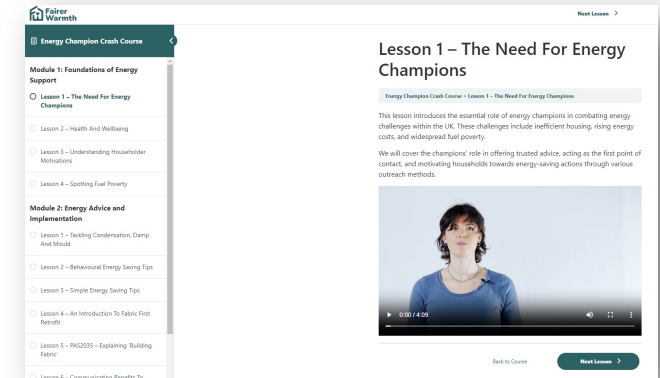 Fairer
Warmth
Next Lesson >
Energy Champion Crash Course
Module 1: Foundations of Energy
Support
Lesson 1 – The Need For Energy
Champions
Lesson 2 – Health And Wellbeing
Lesson 3 – Understanding Householder
Motivations
Lesson 4 – Spotting Fuel Poverty
Module 2: Energy Advice and
Implementation
Lesson 1 – Tackling Condensation, Damp
And Mould
Lesson 2 – Behavioural Energy Saving Tips
Lesson 3 – Simple Energy Saving Tips
Lesson 4 – An Introduction To Fabric First
Retrofit
Lesson 5 – PAS2035 – Explaining 'Building
Fabric'
Lesson 6 – Communicating Benefits To
Lesson 1 – The Need For Energy
Champions
Energy Champion Crash Course > Lesson 1 – The Need For Energy Champions
This lesson introduces the essential role of energy champions in combating energy
challenges within the UK. These challenges include inefficient housing, rising energy
costs, and widespread fuel poverty.
We will cover the champions' role in offering trusted advice, acting as the first point of
contact, and motivating households towards energy-saving actions through various
outreach methods.
0:00 / 4:09
Back to Course
Next Lesson >